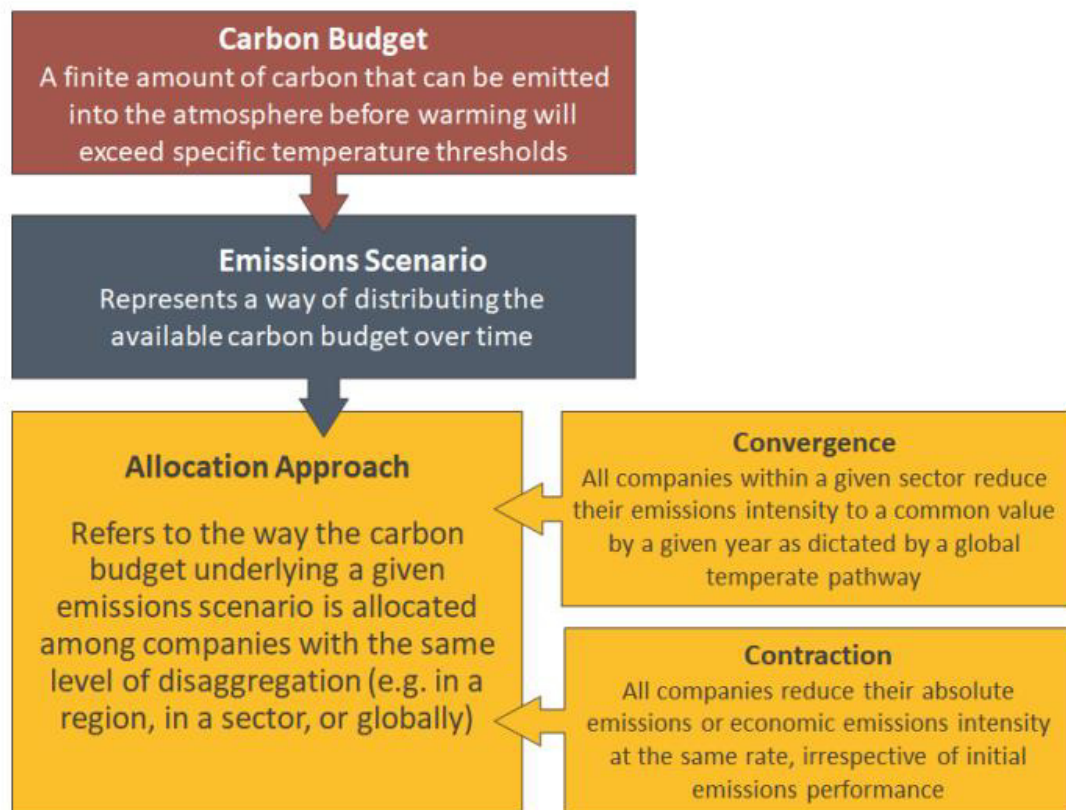 Carbon Budget
A finite amount of carbon that can be emitted
into the atmosphere before warming will
exceed specific temperature thresholds
Emissions Scenario
Represents a way of distributing the
available carbon budget over time
Allocation Approach
Refers to the way the carbon
budget underlying a given
emissions scenario is allocated
among companies with the same
level of disaggregation (e.g. in a
region, in a sector, or globally)
Convergence
All companies within a given sector reduce
their emissions intensity to a common value
by a given year as dictated by a global
temperate pathway
Contraction
All companies reduce their absolute
emissions or economic emissions intensity
at the same rate, irrespective of initial
emissions performance